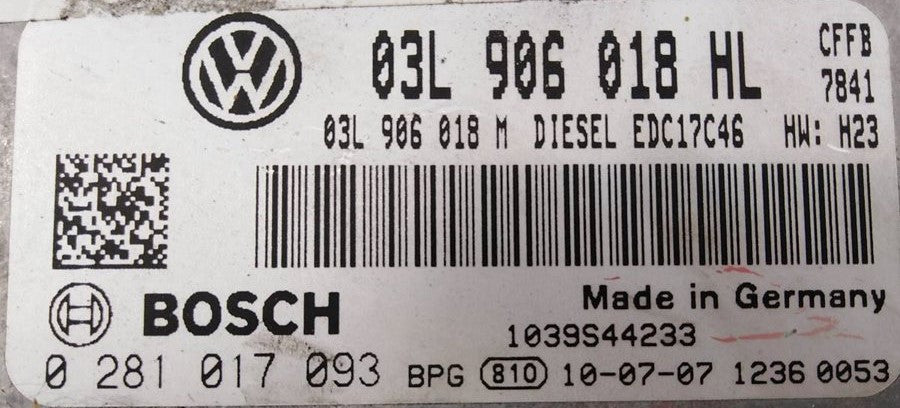 03L 906 018 HL CFFB
7841
03L 906 018 M DIESEL EDC17C46 HW: H23
BOSCH
Made in Germany
1039S44233
0 281 017 093 BPG 810 10-07-07 1236 0053